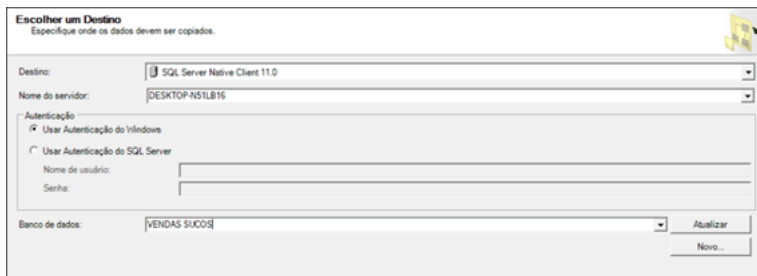 Escolher um Destino
Especifique onde os dados devem ser copiados.
Destino: SQL Server Native Client 11.0
Nome do servidor: DESKTOP-N51LB16
Autenticação
Usar Autenticação do Windows
Usar Autenticação do SQL Server
Nome de usuário:
Senha:
Banco de dados: VENDAS SUCOS Atualizar
Novo...